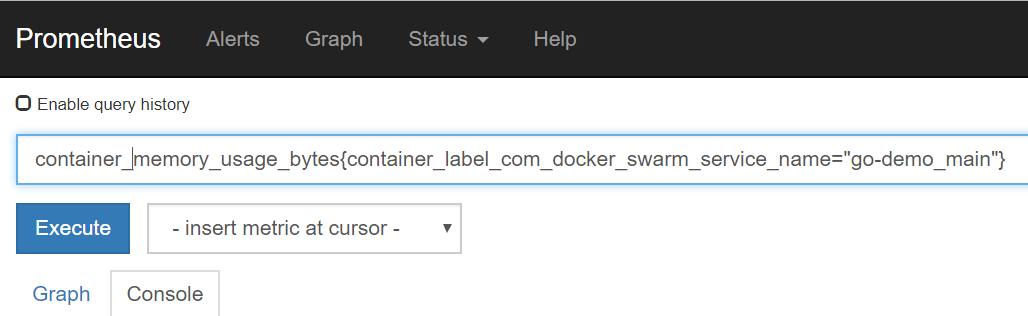 Prometheus Alerts Graph Status Help
Enable query history
container_memory_usage_bytes{container_label_com_docker_swarm_service_name="go-demo_main"}
Execute - insert metric at cursor -
Graph Console